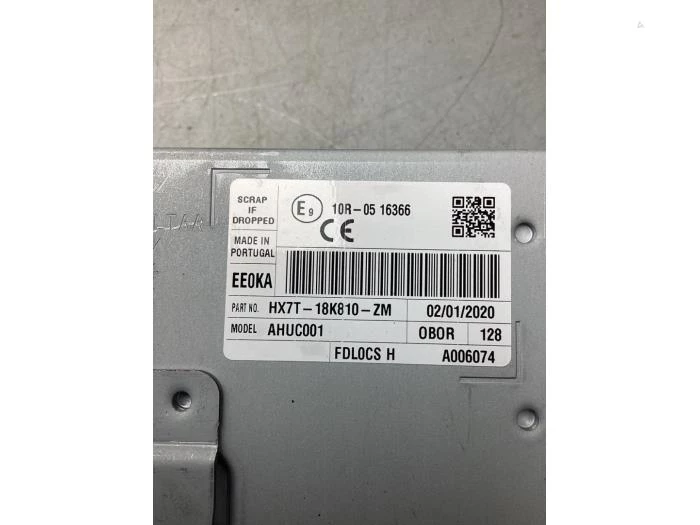 SCRAP
IF
DROPPED
E9 10R-05 16366
CE
MADE IN
PORTUGAL
EE0KA
PART NO. HX7T-18K810-ZM 02/01/2020
MODEL AHUC001 OBOR 128
FDLOCS H A006074